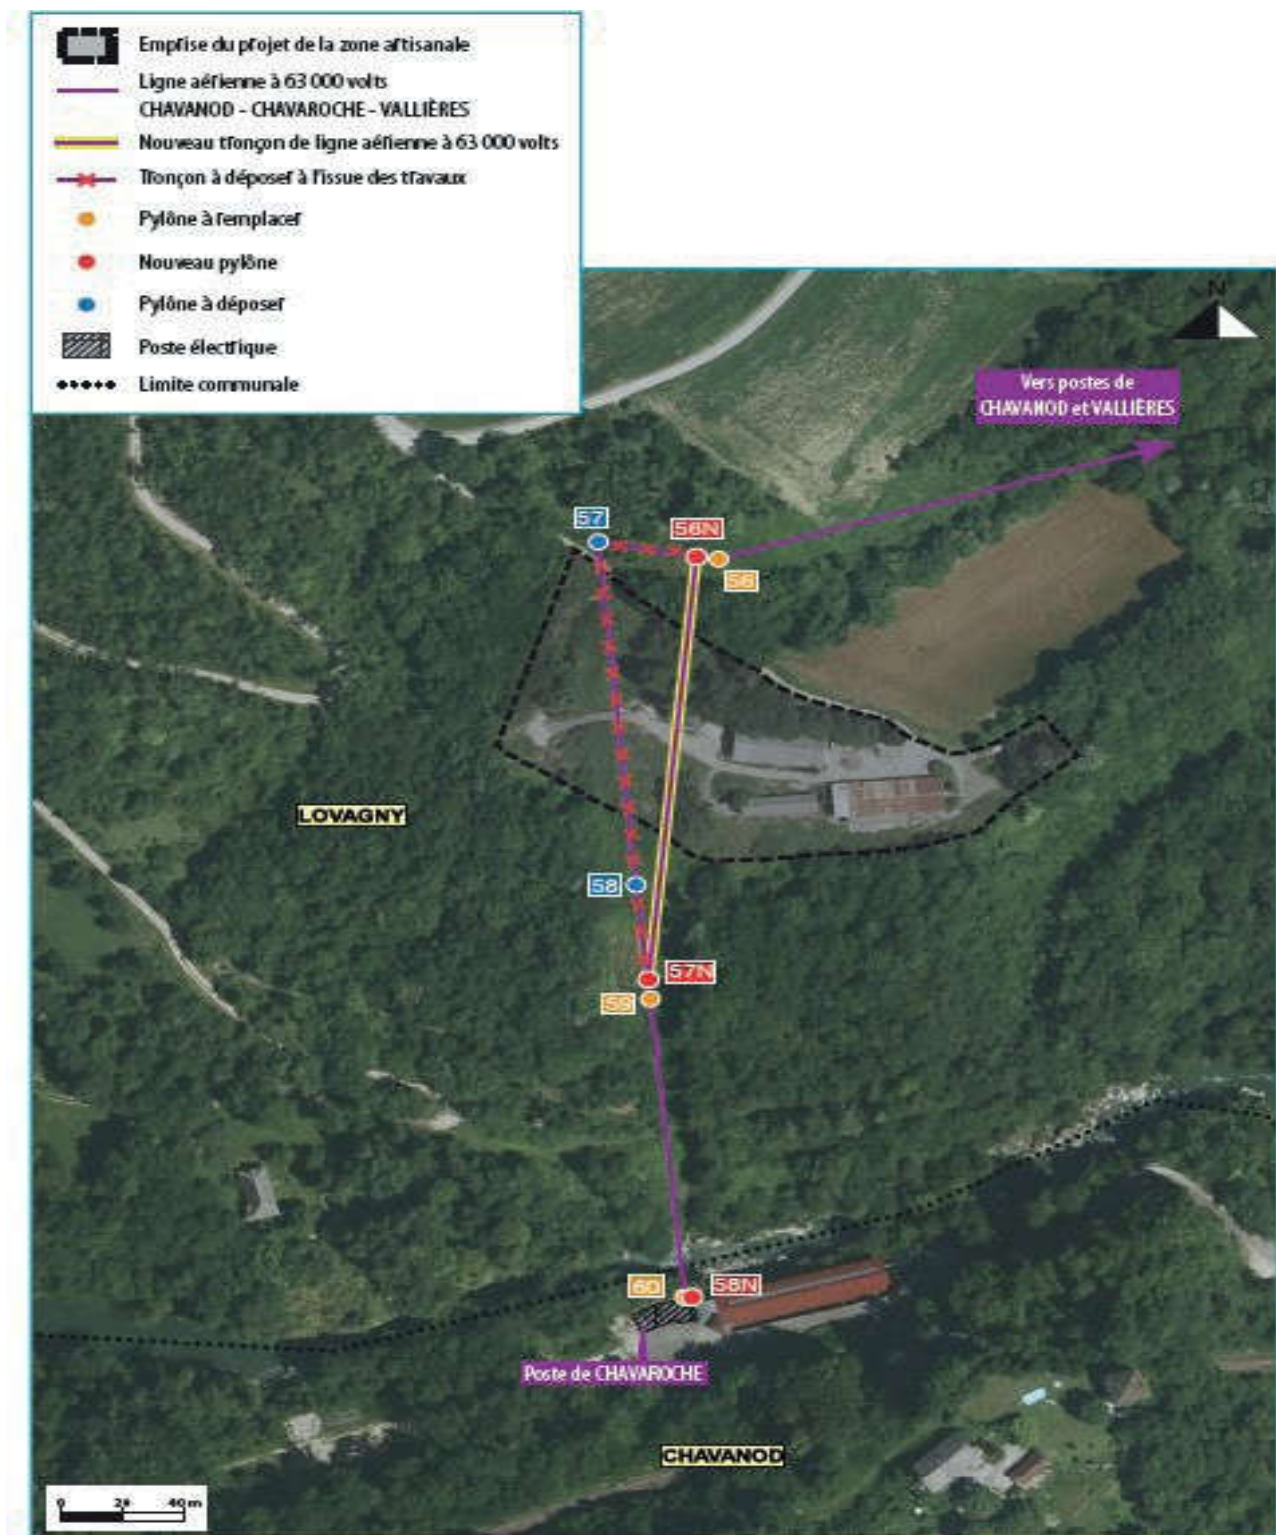 Emprise du projet de la zone artisanale
Ligne aérienne à 63 000 volts
CHAVANOD - CHAVAROCHE - VALLIÈRES
Nouveau tronçon de ligne aérienne à 63 000 volts
Tronçon à déposer à l'issue des travaux
Pylône à remplacer
Nouveau pylône
Pylône à déposer
Poste électrique
Limite communale
N
Vers postes de
CHAVANOD et VALLIÈRES
57
56N
56
LOVAGNY
58
57N
59
60
58N
Poste de CHAVAROCHE
CHAVANOD
0 20 40 m